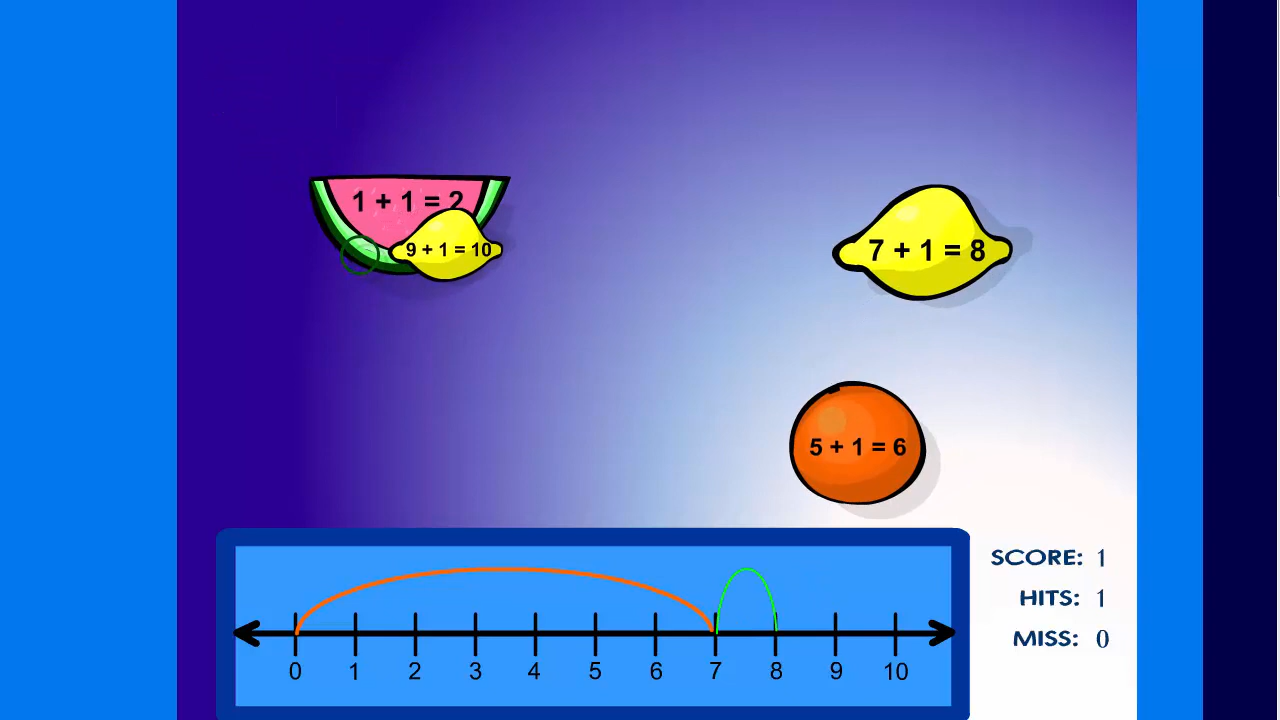 1 + 1 = 2
9 + 1 = 10
7 + 1 = 8
5 + 1 = 6
SCORE: 1
HITS: 1
MISS: 0
0 1 2 3 4 5 6 7 8 9 10